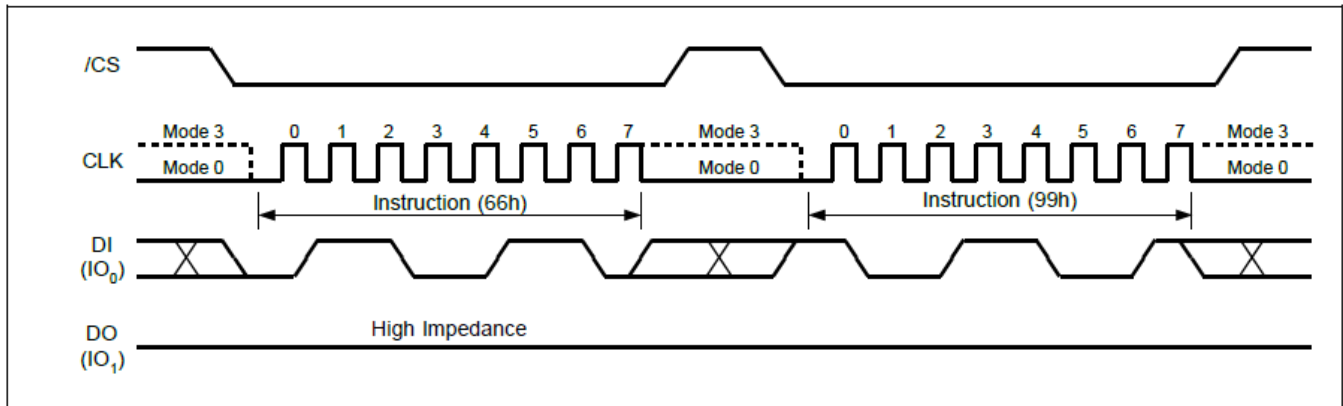 /CS
Mode 3 0 1 2 3 4 5 6 7 Mode 3 0 1 2 3 4 5 6 7 Mode 3
CLK
Mode 0 Mode 0 Mode 0
Instruction (66h) Instruction (99h)
DI
(IO₀)
High Impedance
DO
(IO₁)